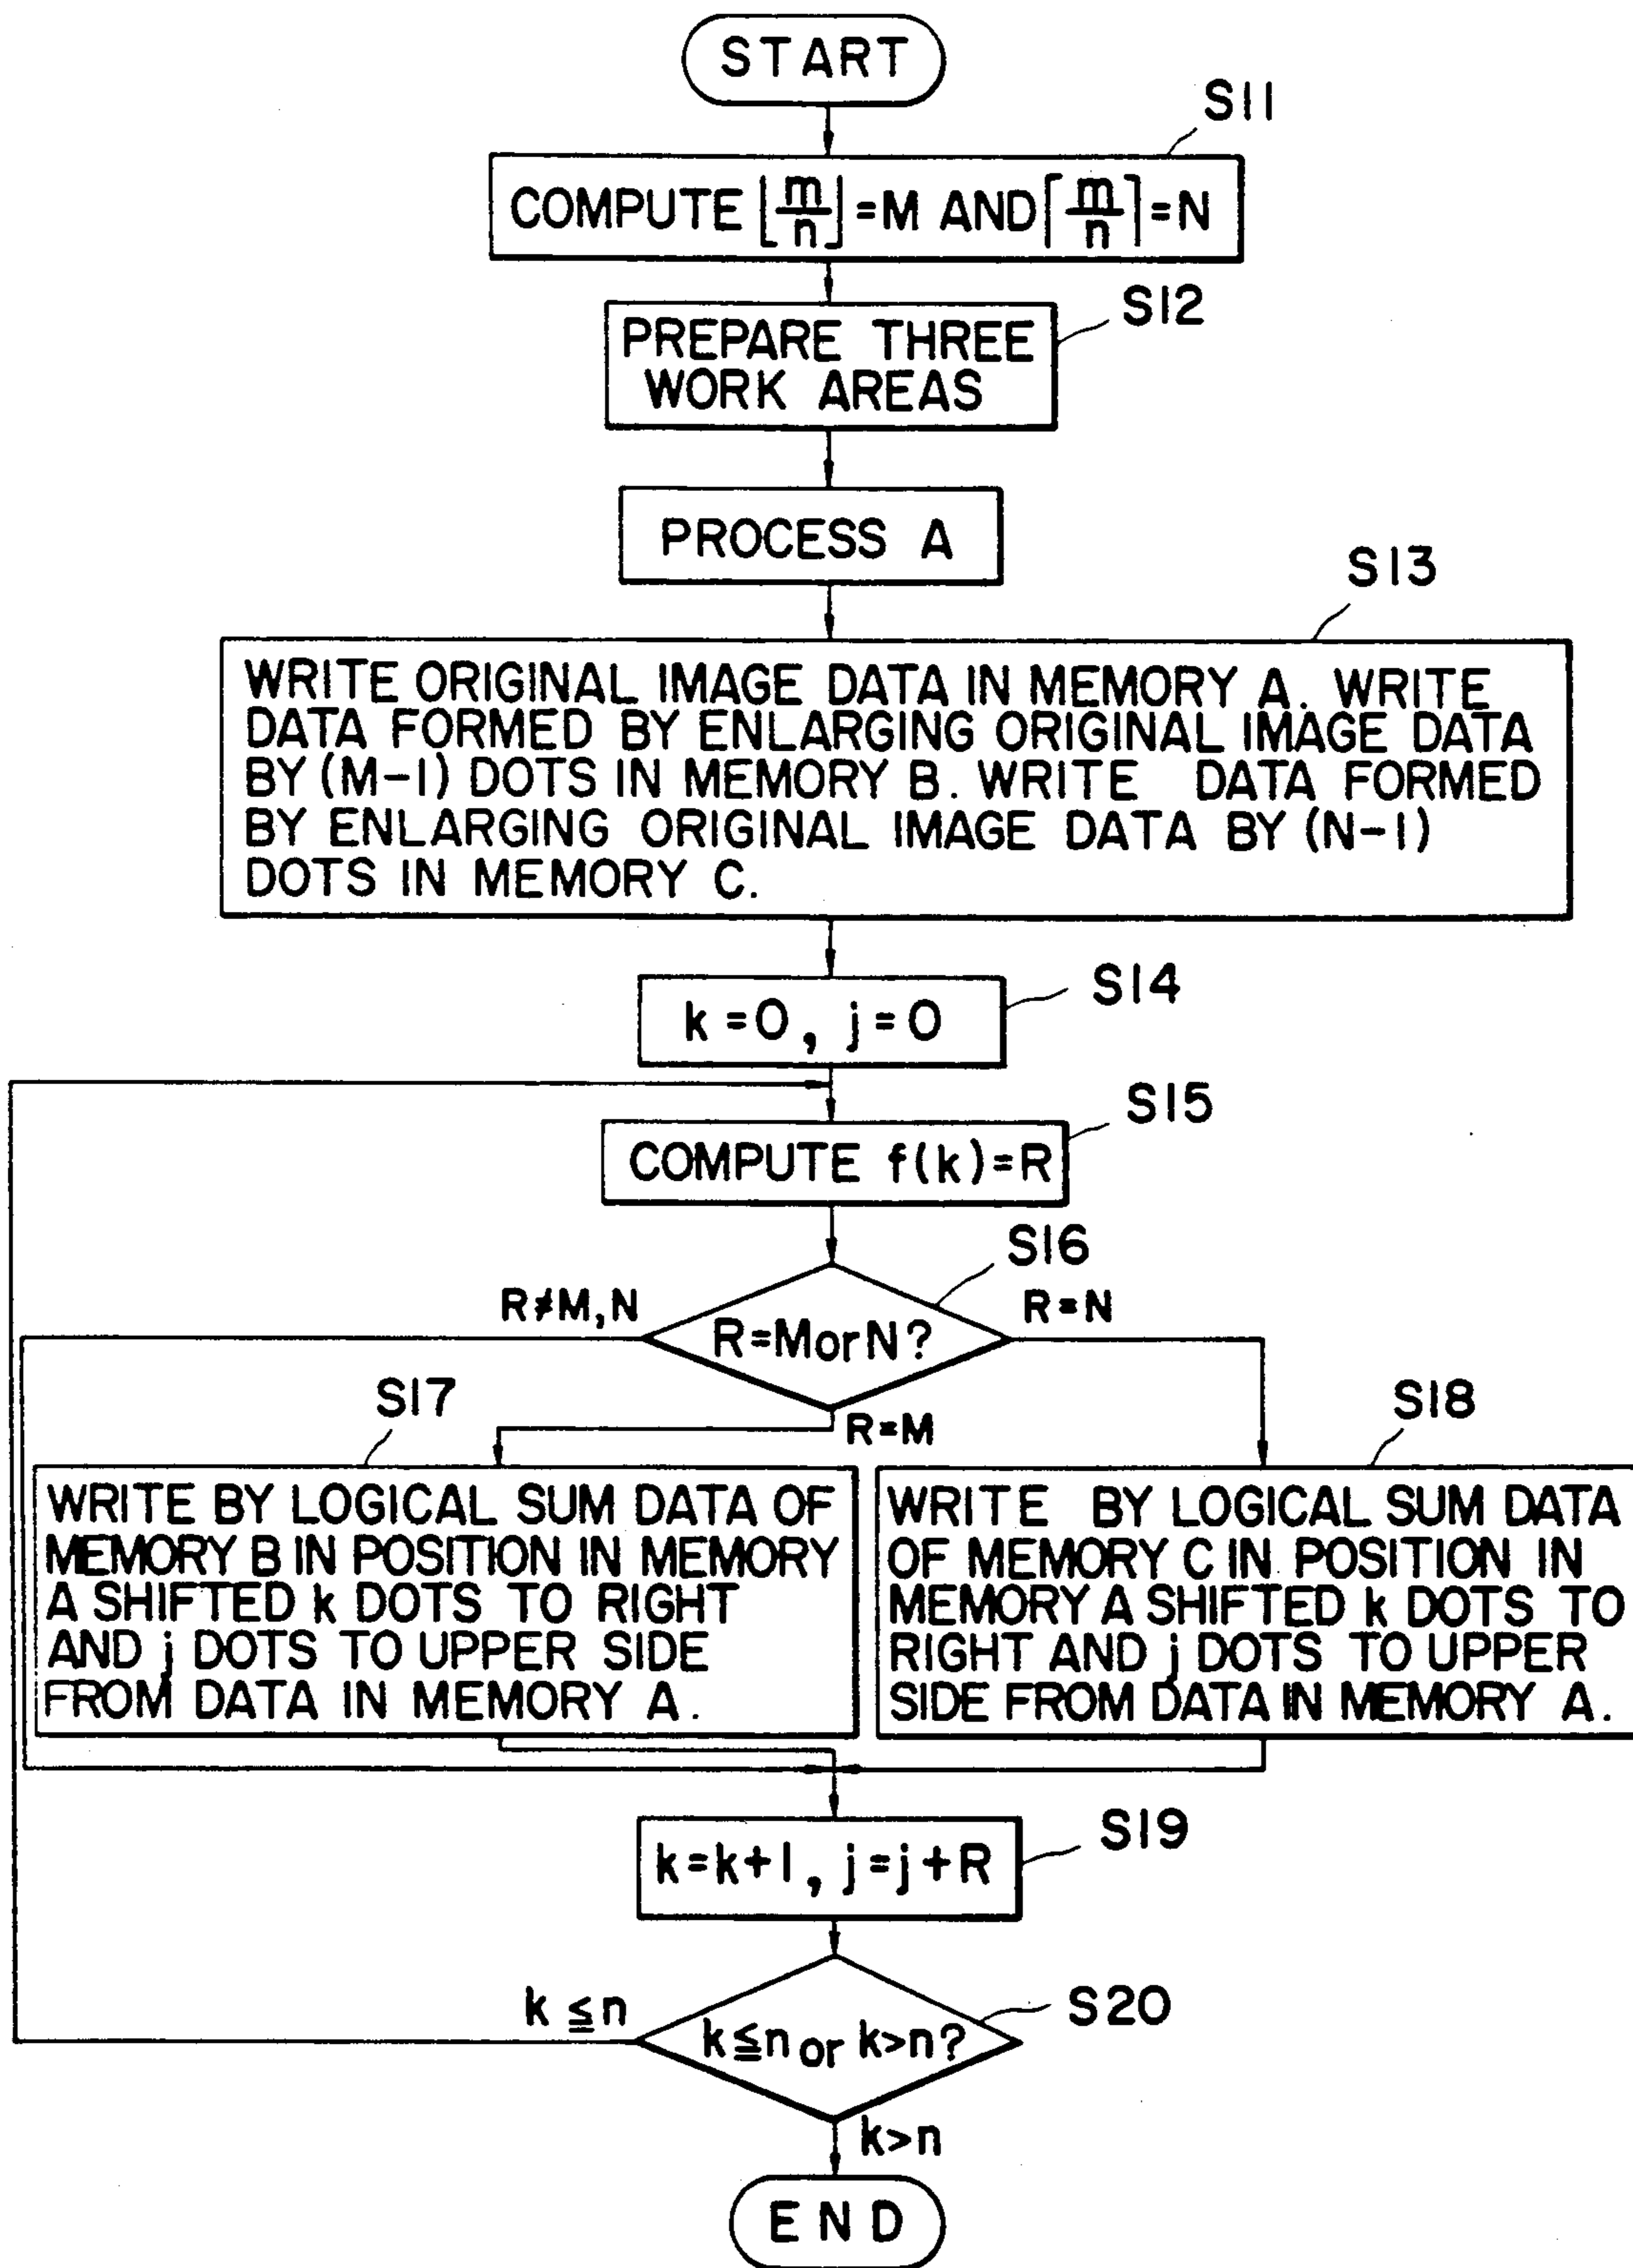 START
S11
COMPUTE ⌊m/n⌋=M AND ⌈m/n⌉=N
S12
PREPARE THREE
WORK AREAS
PROCESS A
S13
WRITE ORIGINAL IMAGE DATA IN MEMORY A. WRITE
DATA FORMED BY ENLARGING ORIGINAL IMAGE DATA
BY (M-1) DOTS IN MEMORY B. WRITE DATA FORMED
BY ENLARGING ORIGINAL IMAGE DATA BY (N-1)
DOTS IN MEMORY C.
S14
k=0, j=0
S15
COMPUTE f(k)=R
S16
R≠M,N
R=N
R=M or N?
R=M
S17
WRITE BY LOGICAL SUM DATA OF
MEMORY B IN POSITION IN MEMORY
A SHIFTED k DOTS TO RIGHT
AND j DOTS TO UPPER SIDE
FROM DATA IN MEMORY A.
S18
WRITE BY LOGICAL SUM DATA
OF MEMORY C IN POSITION IN
MEMORY A SHIFTED k DOTS TO
RIGHT AND j DOTS TO UPPER
SIDE FROM DATA IN MEMORY A.
S19
k=k+1, j=j+R
S20
k≦n
k≦n or k>n?
k>n
END